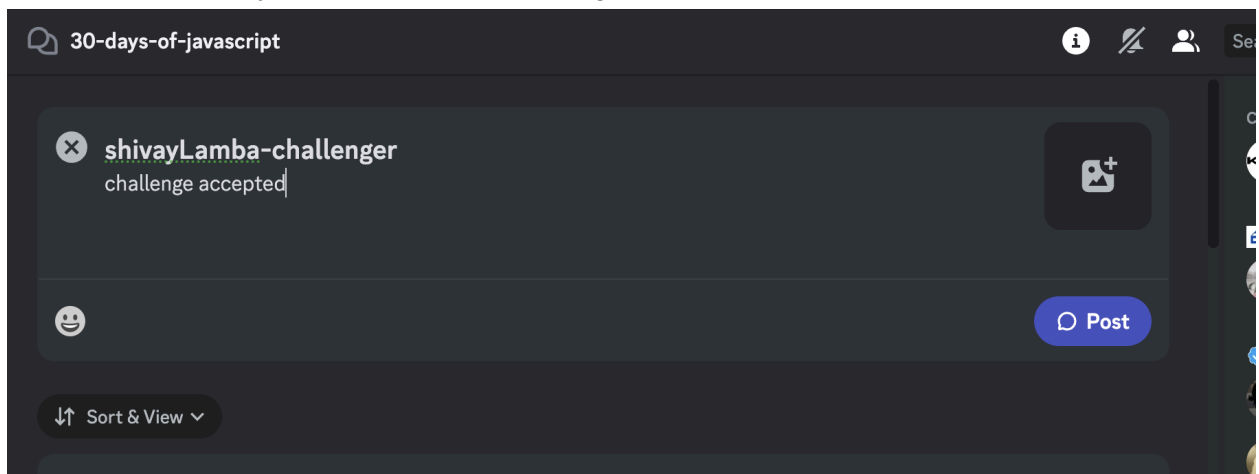 30-days-of-javascript
shivayLamba-challenger
challenge accepted
Post
Sort & View